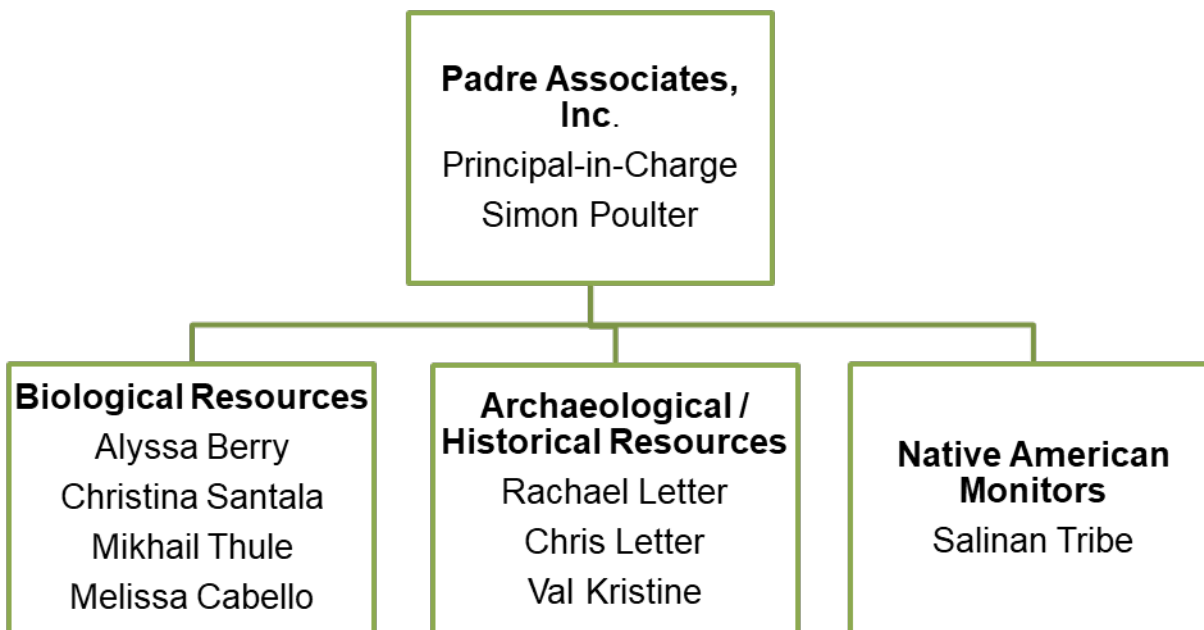 Padre Associates,
Inc.
Principal-in-Charge
Simon Poulter
Biological Resources
Alyssa Berry
Christina Santala
Mikhail Thule
Melissa Cabello
Archaeological /
Historical Resources
Rachael Letter
Chris Letter
Val Kristine
Native American
Monitors
Salinan Tribe